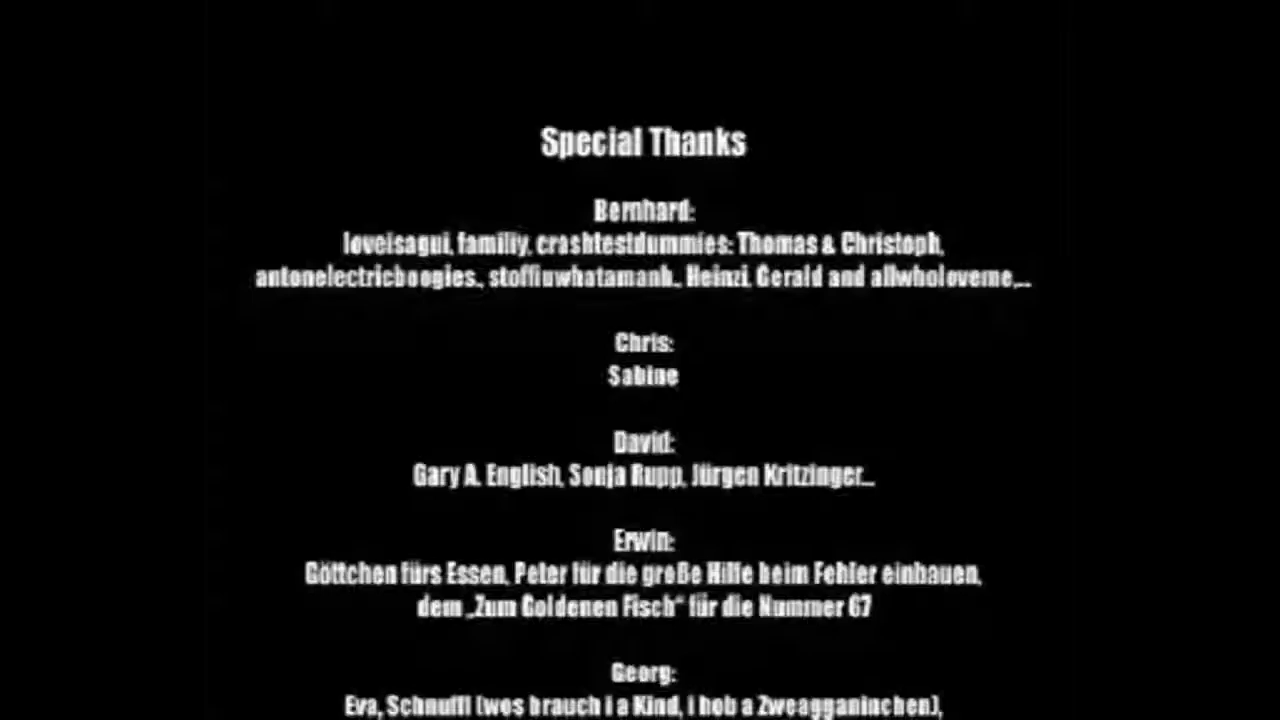 Special Thanks
Bernhard:
loveisagui, familiy, crashtestdummies: Thomas & Christoph,
antonelectricboogies., stoffiuwhatamanh., Heinzi, Gerald and allwholoveme,...
Chris:
Sabine
David:
Gary A. English, Sonja Rupp, Jürgen Kritzinger...
Erwin:
Göttchen fürs Essen, Peter für die große Hilfe beim Fehler einbauen,
dem „Zum Goldenen Fisch“ für die Nummer 67
Georg:
Eva, Schnuffl (wos brauch i a Kind, i hob a Zweagganinchen),